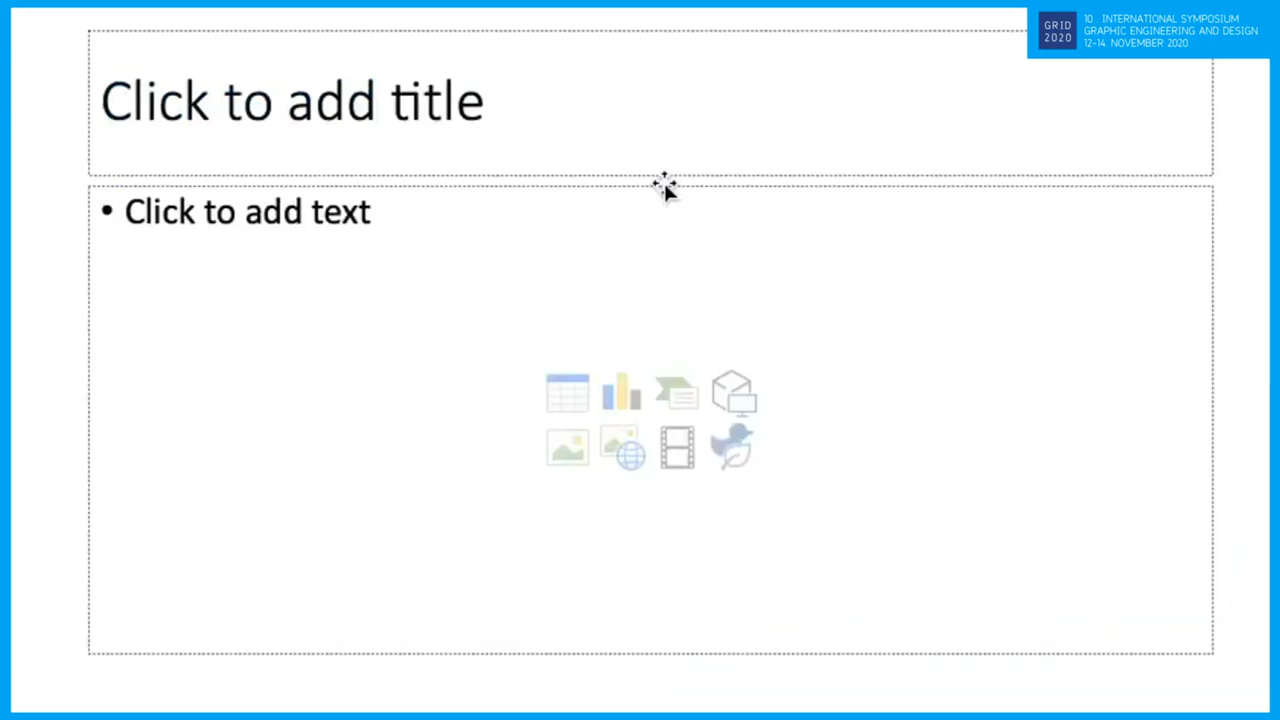 GRID
2020
10 INTERNATIONAL SYMPOSIUM
GRAPHIC ENGINEERING AND DESIGN
12-14 NOVEMBER 2020
Click to add title
• Click to add text